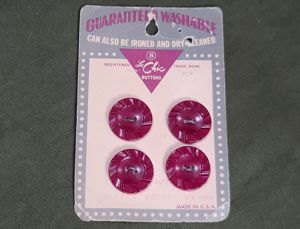 GUARANTEED WASHABLE
CAN ALSO BE IRONED AND DRY-CLEANED
B
REGISTERED Le Chic TRADE MARK
BUTTONS
MADE IN U.S.A.